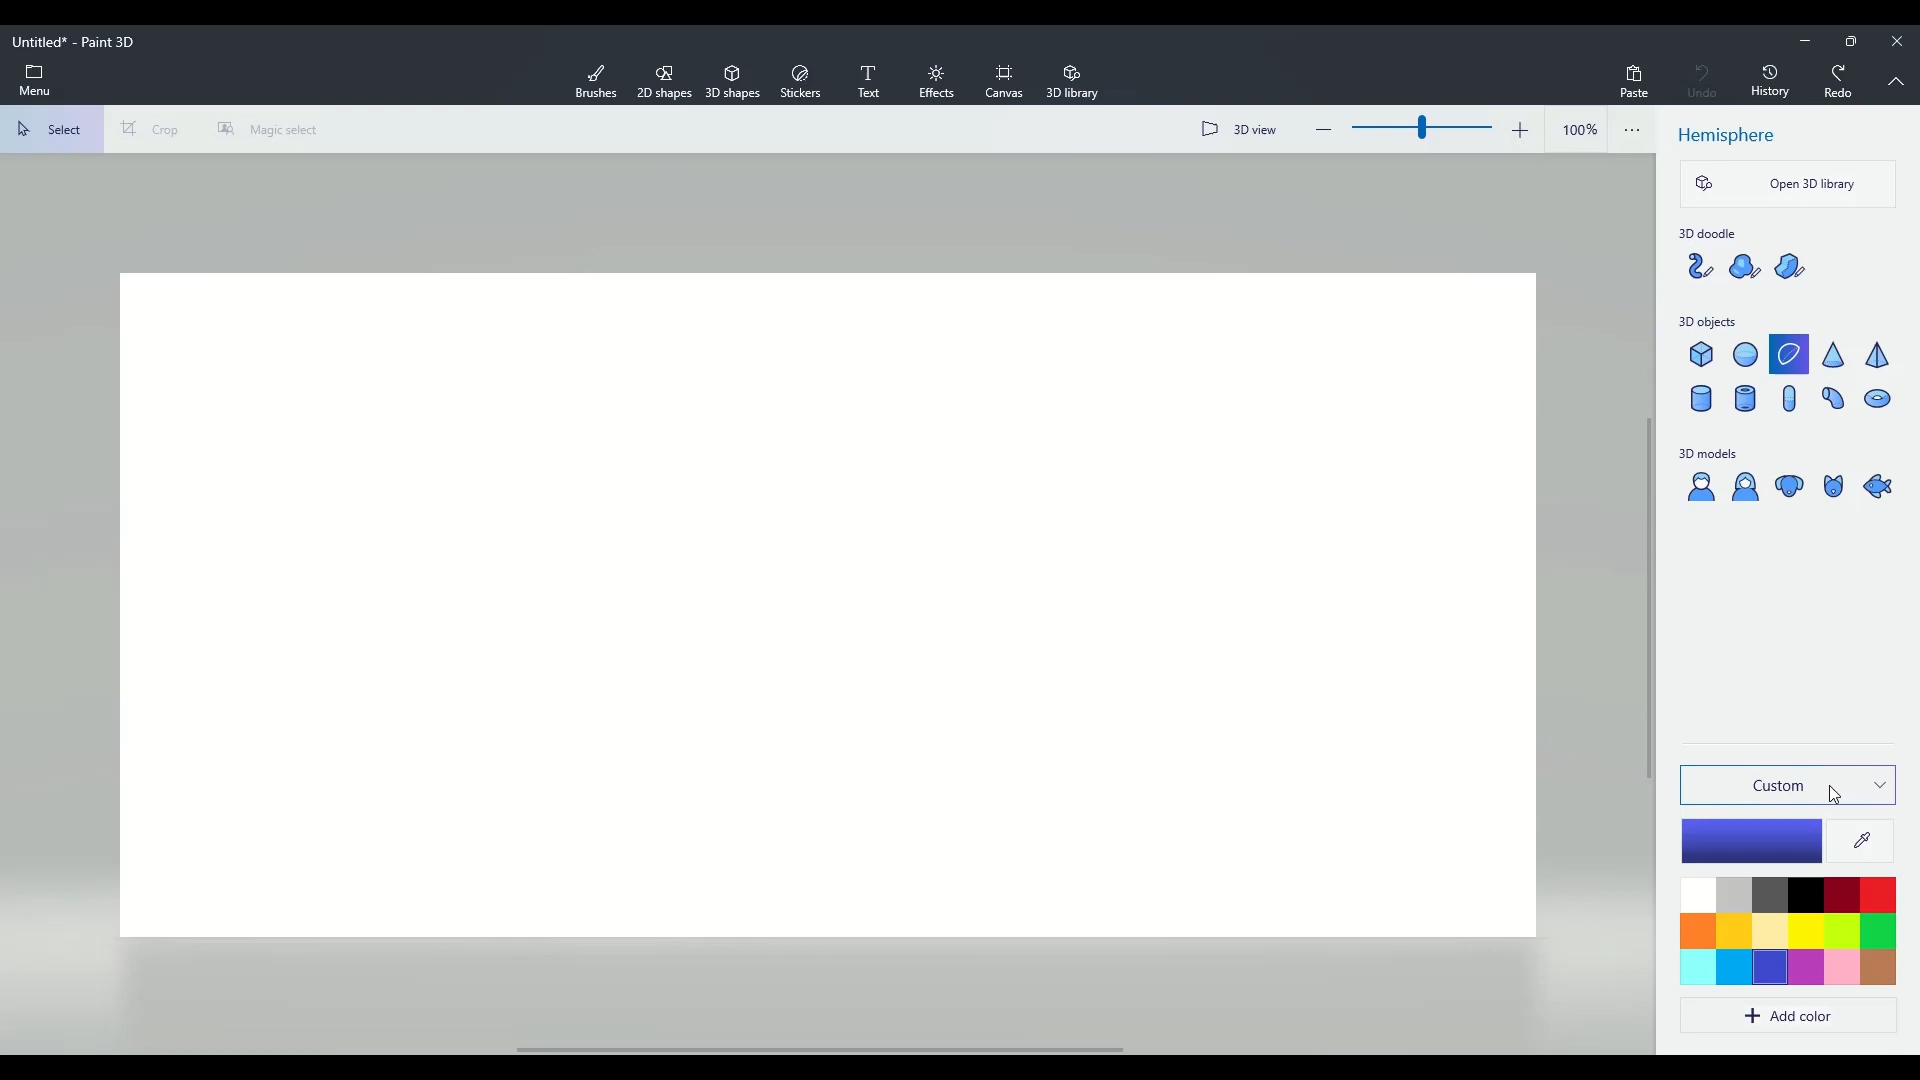 Untitled* - Paint 3D
Menu
Brushes
2D shapes
3D shapes
Stickers
Text
Effects
Canvas
3D library
Paste
Undo
History
Redo
Select
Crop
Magic select
3D view
100%
Hemisphere
Open 3D library
3D doodle
3D objects
3D models
Custom
Add color